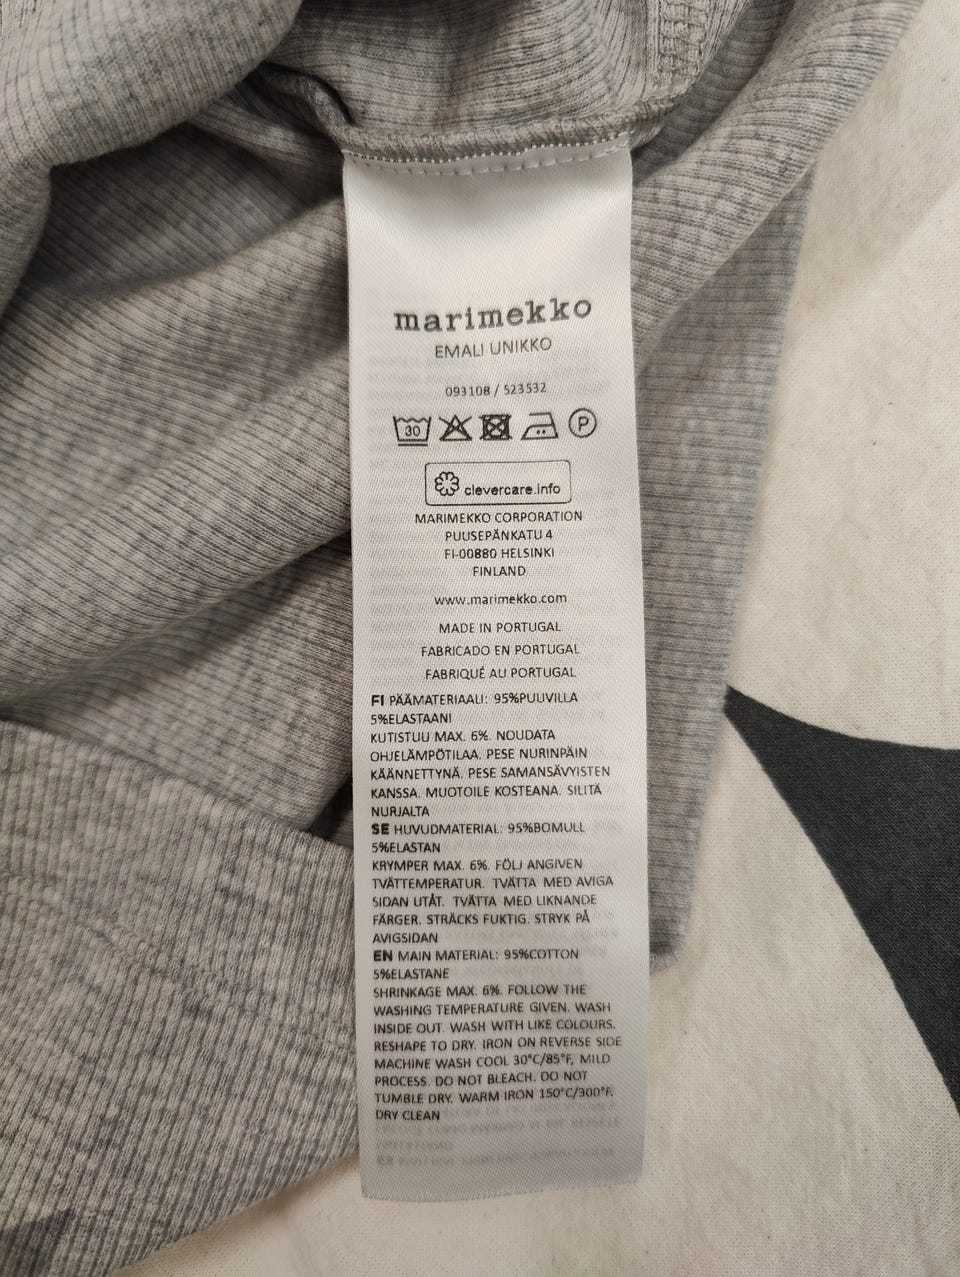 marimekko
EMALI UNIKKO
093108 / 523532
30
P
clevercare.info
MARIMEKKO CORPORATION
PUUSEPÄNKATU 4
FI-00880 HELSINKI
FINLAND
www.marimekko.com
MADE IN PORTUGAL
FABRICADO EN PORTUGAL
FABRIQUÉ AU PORTUGAL
FI PÄÄMATERIAALI: 95%PUUVILLA
5%ELASTAANI
KUTISTUU MAX. 6%. NOUDATA
OHJELÄMPÖTILAA. PESE NURINPÄIN
KÄÄNNETTYNÄ. PESE SAMANSÄVYISTEN
KANSSA. MUOTOILE KOSTEANA. SILITÄ
NURJALTA
SE HUVUDMATERIAL: 95%BOMULL
5%ELASTAN
KRYMPER MAX. 6%. FÖLJ ANGIVEN
TVÄTTEMPERATUR. TVÄTTA MED AVIGA
SIDAN UTÅT. TVÄTTA MED LIKNANDE
FÄRGER. STRÄCKS FUKTIG. STRYK PÅ
AVIGSIDAN
EN MAIN MATERIAL: 95%COTTON
5%ELASTANE
SHRINKAGE MAX. 6%. FOLLOW THE
WASHING TEMPERATURE GIVEN. WASH
INSIDE OUT. WASH WITH LIKE COLOURS.
RESHAPE TO DRY. IRON ON REVERSE SIDE
MACHINE WASH COOL 30°C/85°F, MILD
PROCESS. DO NOT BLEACH. DO NOT
TUMBLE DRY. WARM IRON 150°C/300°F.
DRY CLEAN